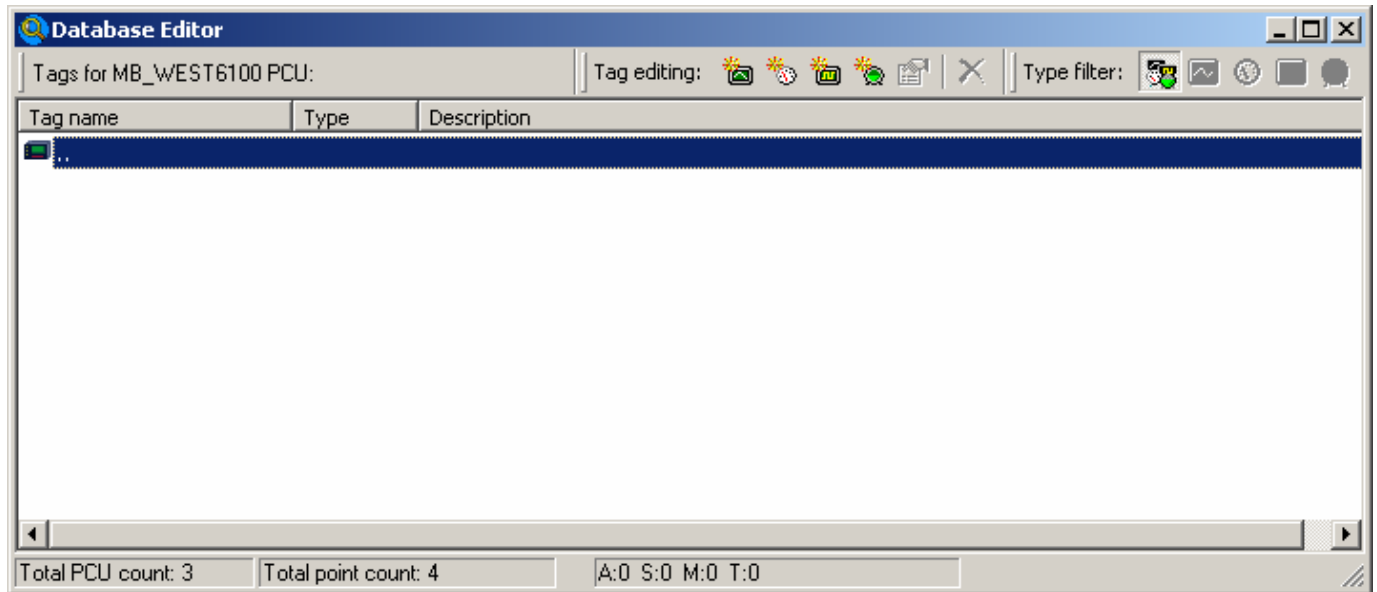 Database Editor
Tags for MB_WEST6100 PCU: Tag editing: Type filter:
Tag name Type Description
..
Total PCU count: 3 Total point count: 4 A:0 S:0 M:0 T:0